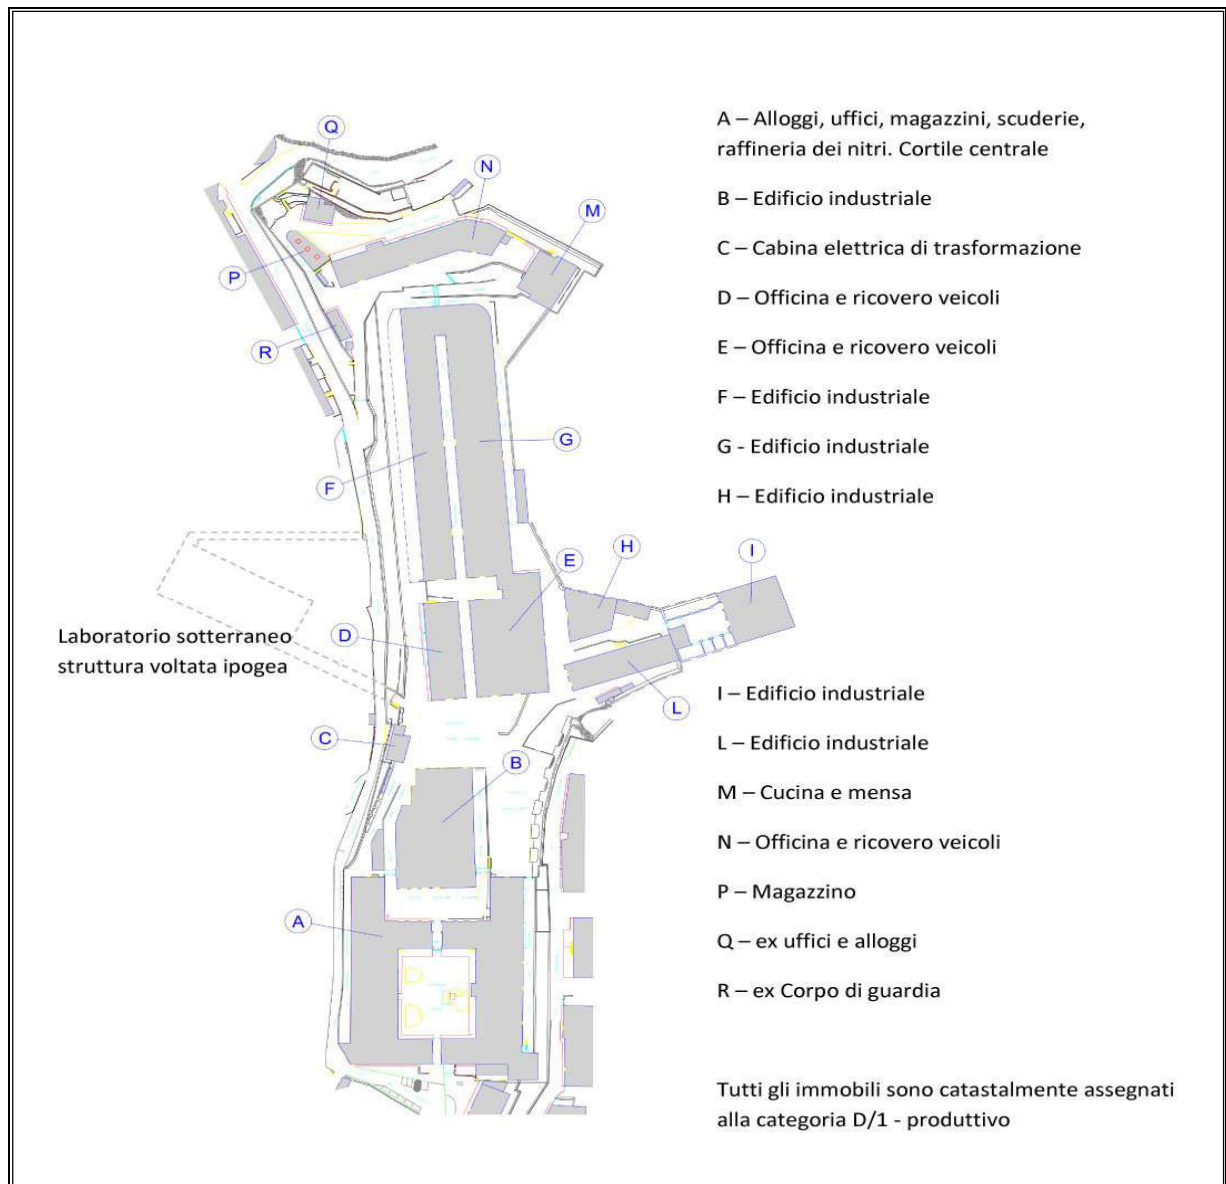 A – Alloggi, uffici, magazzini, scuderie,
raffineria dei nitri. Cortile centrale
B – Edificio industriale
C – Cabina elettrica di trasformazione
D – Officina e ricovero veicoli
E – Officina e ricovero veicoli
F – Edificio industriale
G - Edificio industriale
H – Edificio industriale
Q
N
M
P
R
G
F
H
I
E
D
L
C
B
A
Laboratorio sotterraneo
struttura voltata ipogea
I – Edificio industriale
L – Edificio industriale
M – Cucina e mensa
N – Officina e ricovero veicoli
P – Magazzino
Q – ex uffici e alloggi
R – ex Corpo di guardia
Tutti gli immobili sono catastalmente assegnati
alla categoria D/1 - produttivo